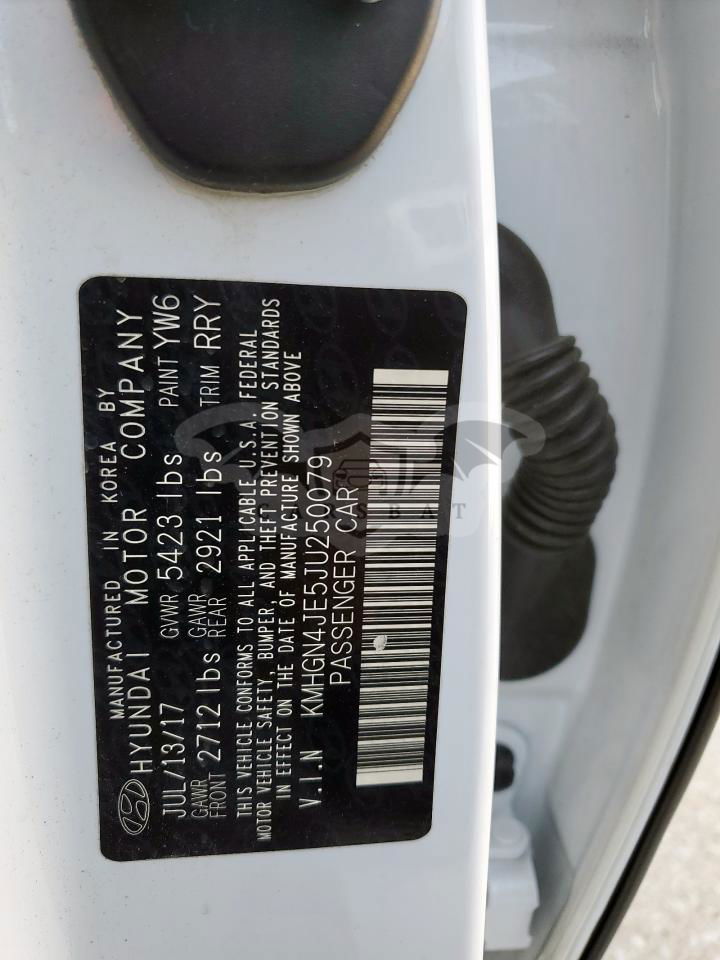 MANUFACTURED IN KOREA BY
HYUNDAI MOTOR COMPANY
JUL/13/17 GVWR 5423 lbs PAINT YW6
GAWR FRONT 2712 lbs GAWR REAR 2921 lbs TRIM RRY
THIS VEHICLE CONFORMS TO ALL APPLICABLE U.S.A. FEDERAL
MOTOR VEHICLE SAFETY, BUMPER, AND THEFT PREVENTION STANDARDS
IN EFFECT ON THE DATE OF MANUFACTURE SHOWN ABOVE
V.I.N KMHGN4JE5JU250079
PASSENGER CAR